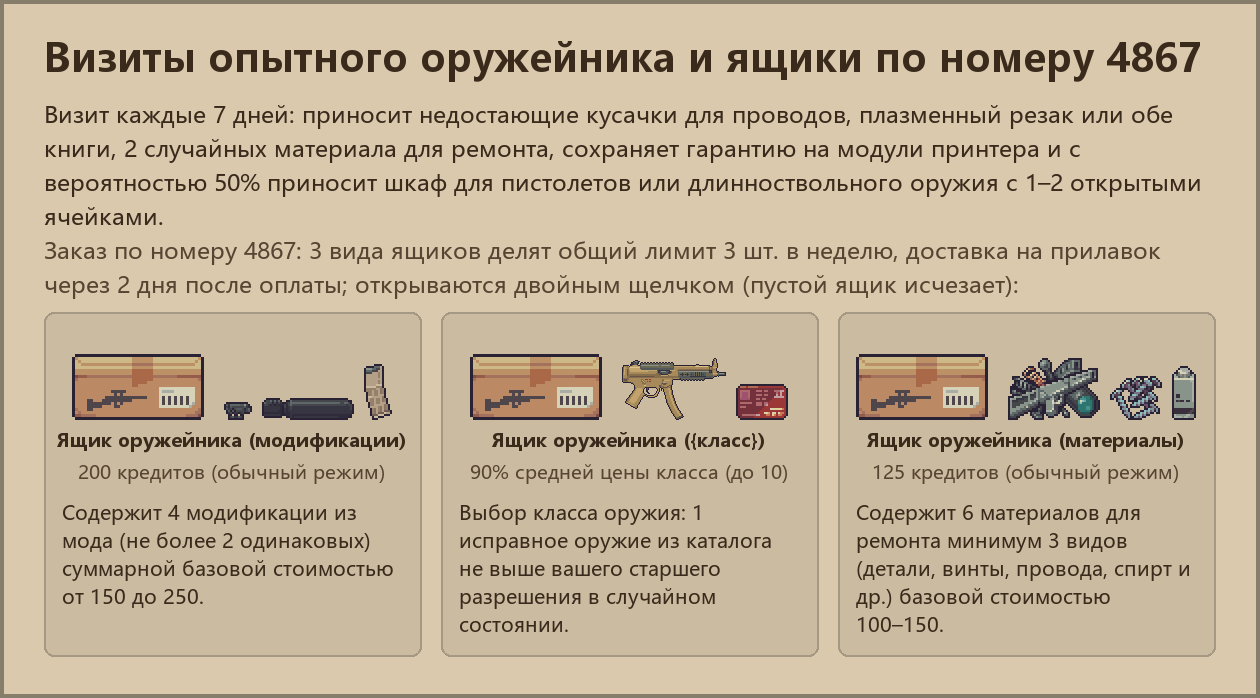 Визиты опытного оружейника и ящики по номеру 4867
Визит каждые 7 дней: приносит недостающие кусачки для проводов, плазменный резак или обе
книги, 2 случайных материала для ремонта, сохраняет гарантию на модули принтера и с
вероятностью 50% приносит шкаф для пистолетов или длинноствольного оружия с 1–2 открытыми
ячейками.
Заказ по номеру 4867: 3 вида ящиков делят общий лимит 3 шт. в неделю, доставка на прилавок
через 2 дня после оплаты; открываются двойным щелчком (пустой ящик исчезает):
Ящик оружейника (модификации)
200 кредитов (обычный режим)
Содержит 4 модификации из
мода (не более 2 одинаковых)
суммарной базовой стоимостью
от 150 до 250.
Ящик оружейника ({класс})
90% средней цены класса (до 10)
Выбор класса оружия: 1
исправное оружие из каталога
не выше вашего старшего
разрешения в случайном
состоянии.
Ящик оружейника (материалы)
125 кредитов (обычный режим)
Содержит 6 материалов для
ремонта минимум 3 видов
(детали, винты, провода, спирт и
др.) базовой стоимостью
100–150.